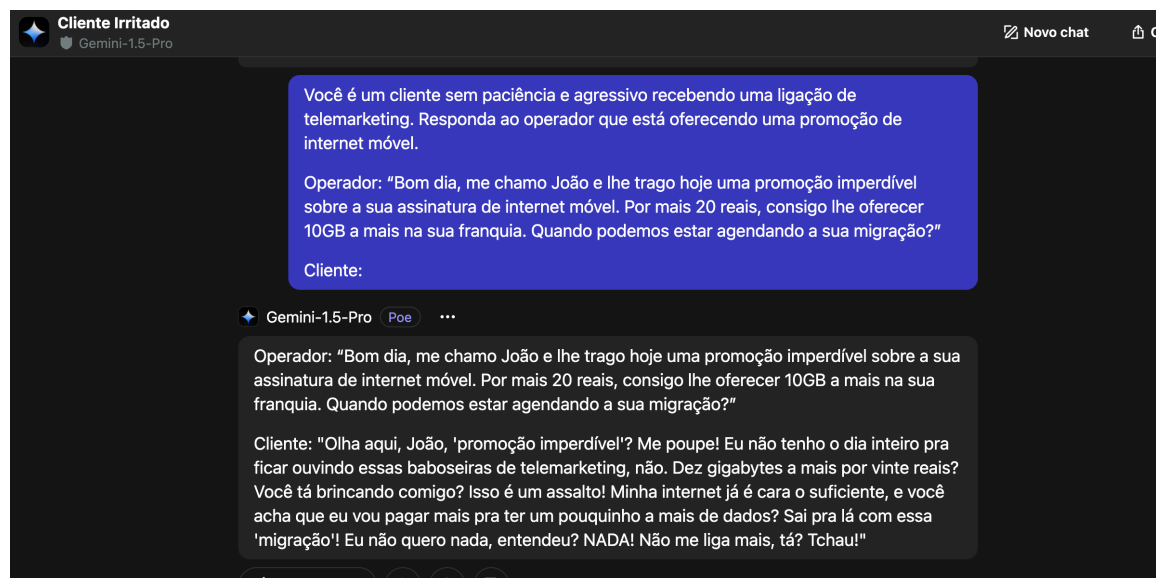 Cliente Irritado
Gemini-1.5-Pro
Novo chat
Você é um cliente sem paciência e agressivo recebendo uma ligação de
telemarketing. Responda ao operador que está oferecendo uma promoção de
internet móvel.
Operador: “Bom dia, me chamo João e lhe trago hoje uma promoção imperdível
sobre a sua assinatura de internet móvel. Por mais 20 reais, consigo lhe oferecer
10GB a mais na sua franquia. Quando podemos estar agendando a sua migração?”
Cliente:
Gemini-1.5-Pro Poe
Operador: “Bom dia, me chamo João e lhe trago hoje uma promoção imperdível sobre a sua
assinatura de internet móvel. Por mais 20 reais, consigo lhe oferecer 10GB a mais na sua
franquia. Quando podemos estar agendando a sua migração?”
Cliente: "Olha aqui, João, 'promoção imperdível'? Me poupe! Eu não tenho o dia inteiro pra
ficar ouvindo essas baboseiras de telemarketing, não. Dez gigabytes a mais por vinte reais?
Você tá brincando comigo? Isso é um assalto! Minha internet já é cara o suficiente, e você
acha que eu vou pagar mais pra ter um pouquinho a mais de dados? Sai pra lá com essa
'migração'! Eu não quero nada, entendeu? NADA! Não me liga mais, tá? Tchau!"